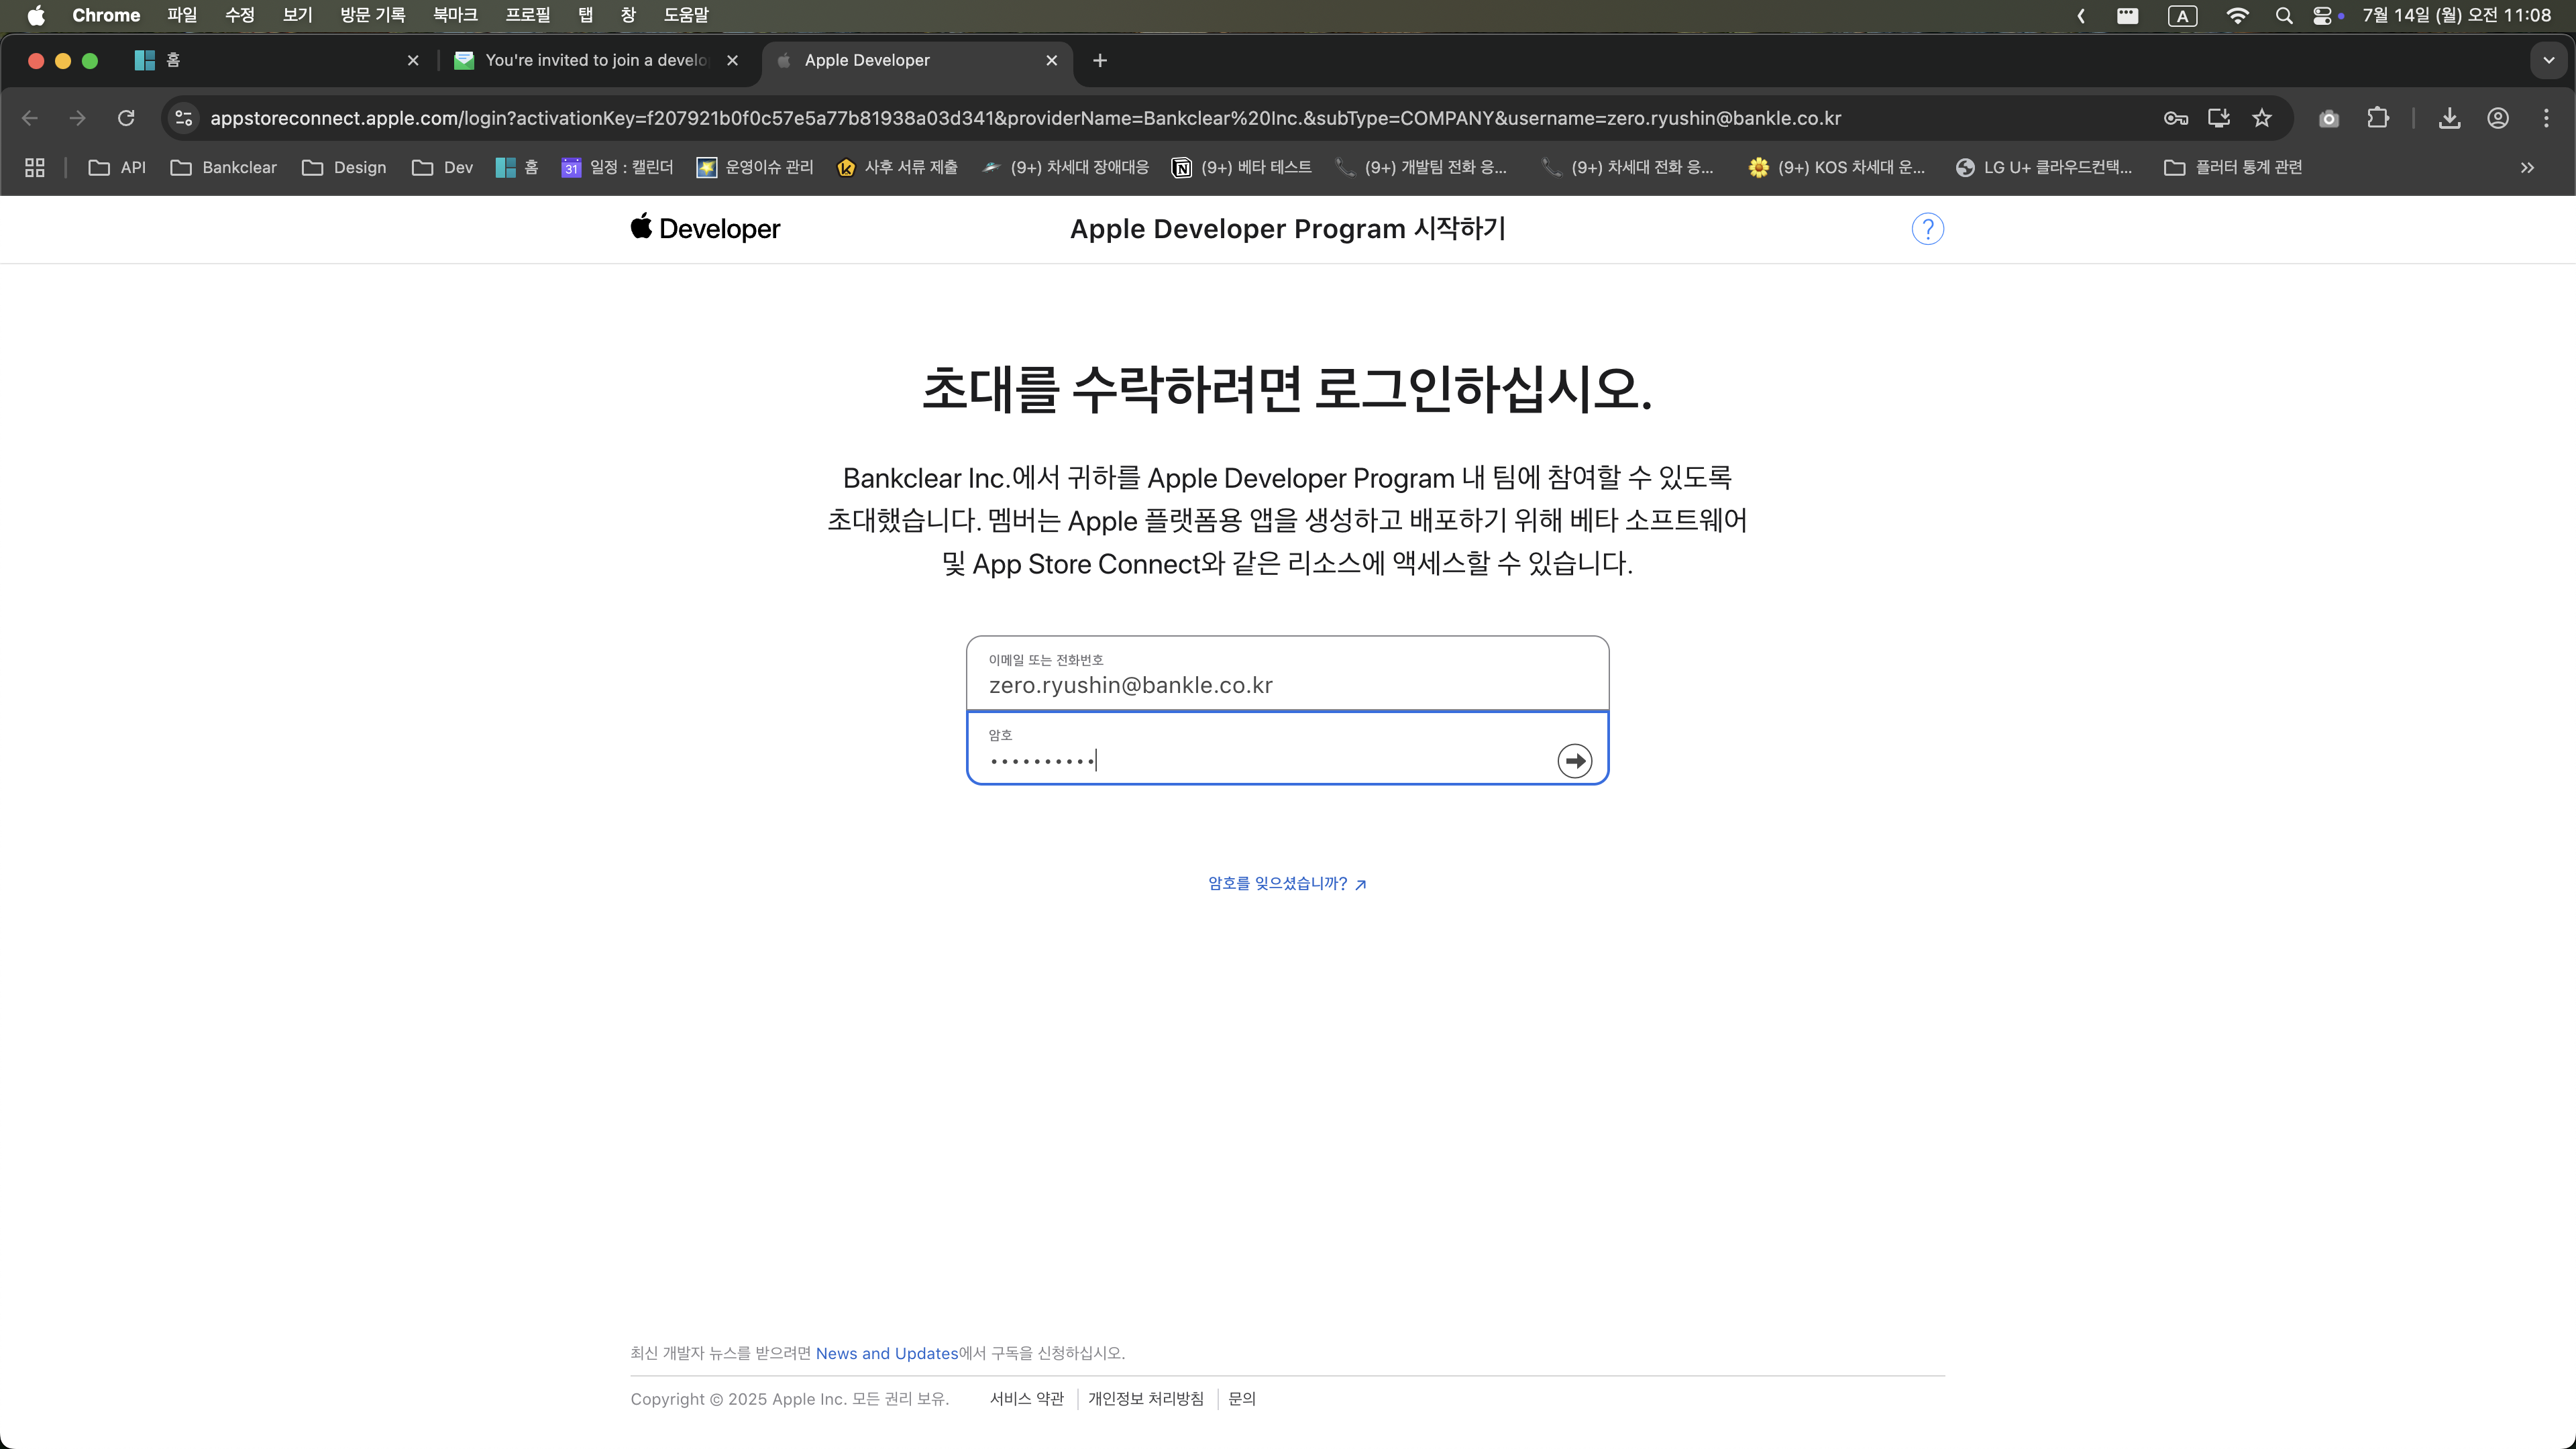 Chrome 파일 수정 보기 방문 기록 북마크 프로필 탭 창 도움말 A 7월 14일 (월) 오전 11:08
홈 You're invited to join a develo Apple Developer
appstoreconnect.apple.com/login?activationKey=f207921b0f0c57e5a77b81938a03d341&providerName=Bankclear%20Inc.&subType=COMPANY&username=zero.ryushin@bankle.co.kr
API Bankclear Design Dev 홈 31 일정 : 캘린더 운영이슈 관리 사후 서류 제출 (9+) 차세대 장애대응 (9+) 베타 테스트 (9+) 개발팀 전화 응... (9+) 차세대 전화 응... (9+) KOS 차세대 운... LG U+ 클라우드컨택... 플러터 통계 관련
Developer
Apple Developer Program 시작하기
?
초대를 수락하려면 로그인하십시오.
Bankclear Inc.에서 귀하를 Apple Developer Program 내 팀에 참여할 수 있도록
초대했습니다. 멤버는 Apple 플랫폼용 앱을 생성하고 배포하기 위해 베타 소프트웨어
및 App Store Connect와 같은 리소스에 액세스할 수 있습니다.
이메일 또는 전화번호
zero.ryushin@bankle.co.kr
암호
••••••••••
암호를 잊으셨습니까? ↗
최신 개발자 뉴스를 받으려면 News and Updates에서 구독을 신청하십시오.
Copyright © 2025 Apple Inc. 모든 권리 보유. 서비스 약관 개인정보 처리방침 문의